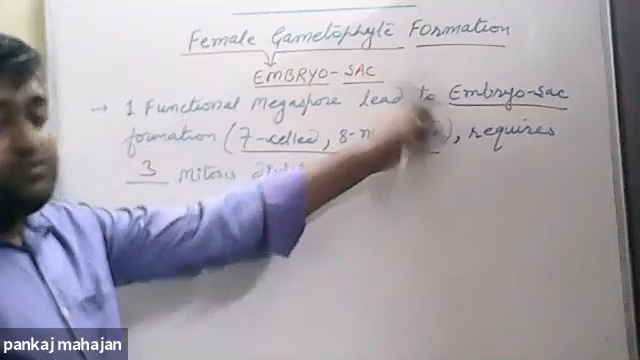 Female Gametophyte Formation
EMBRYO-SAC
→ 1 Functional Megaspore lead to Embryo-sac
formation (7-celled, 8-n), requires
3 Mitosis
pankaj mahajan